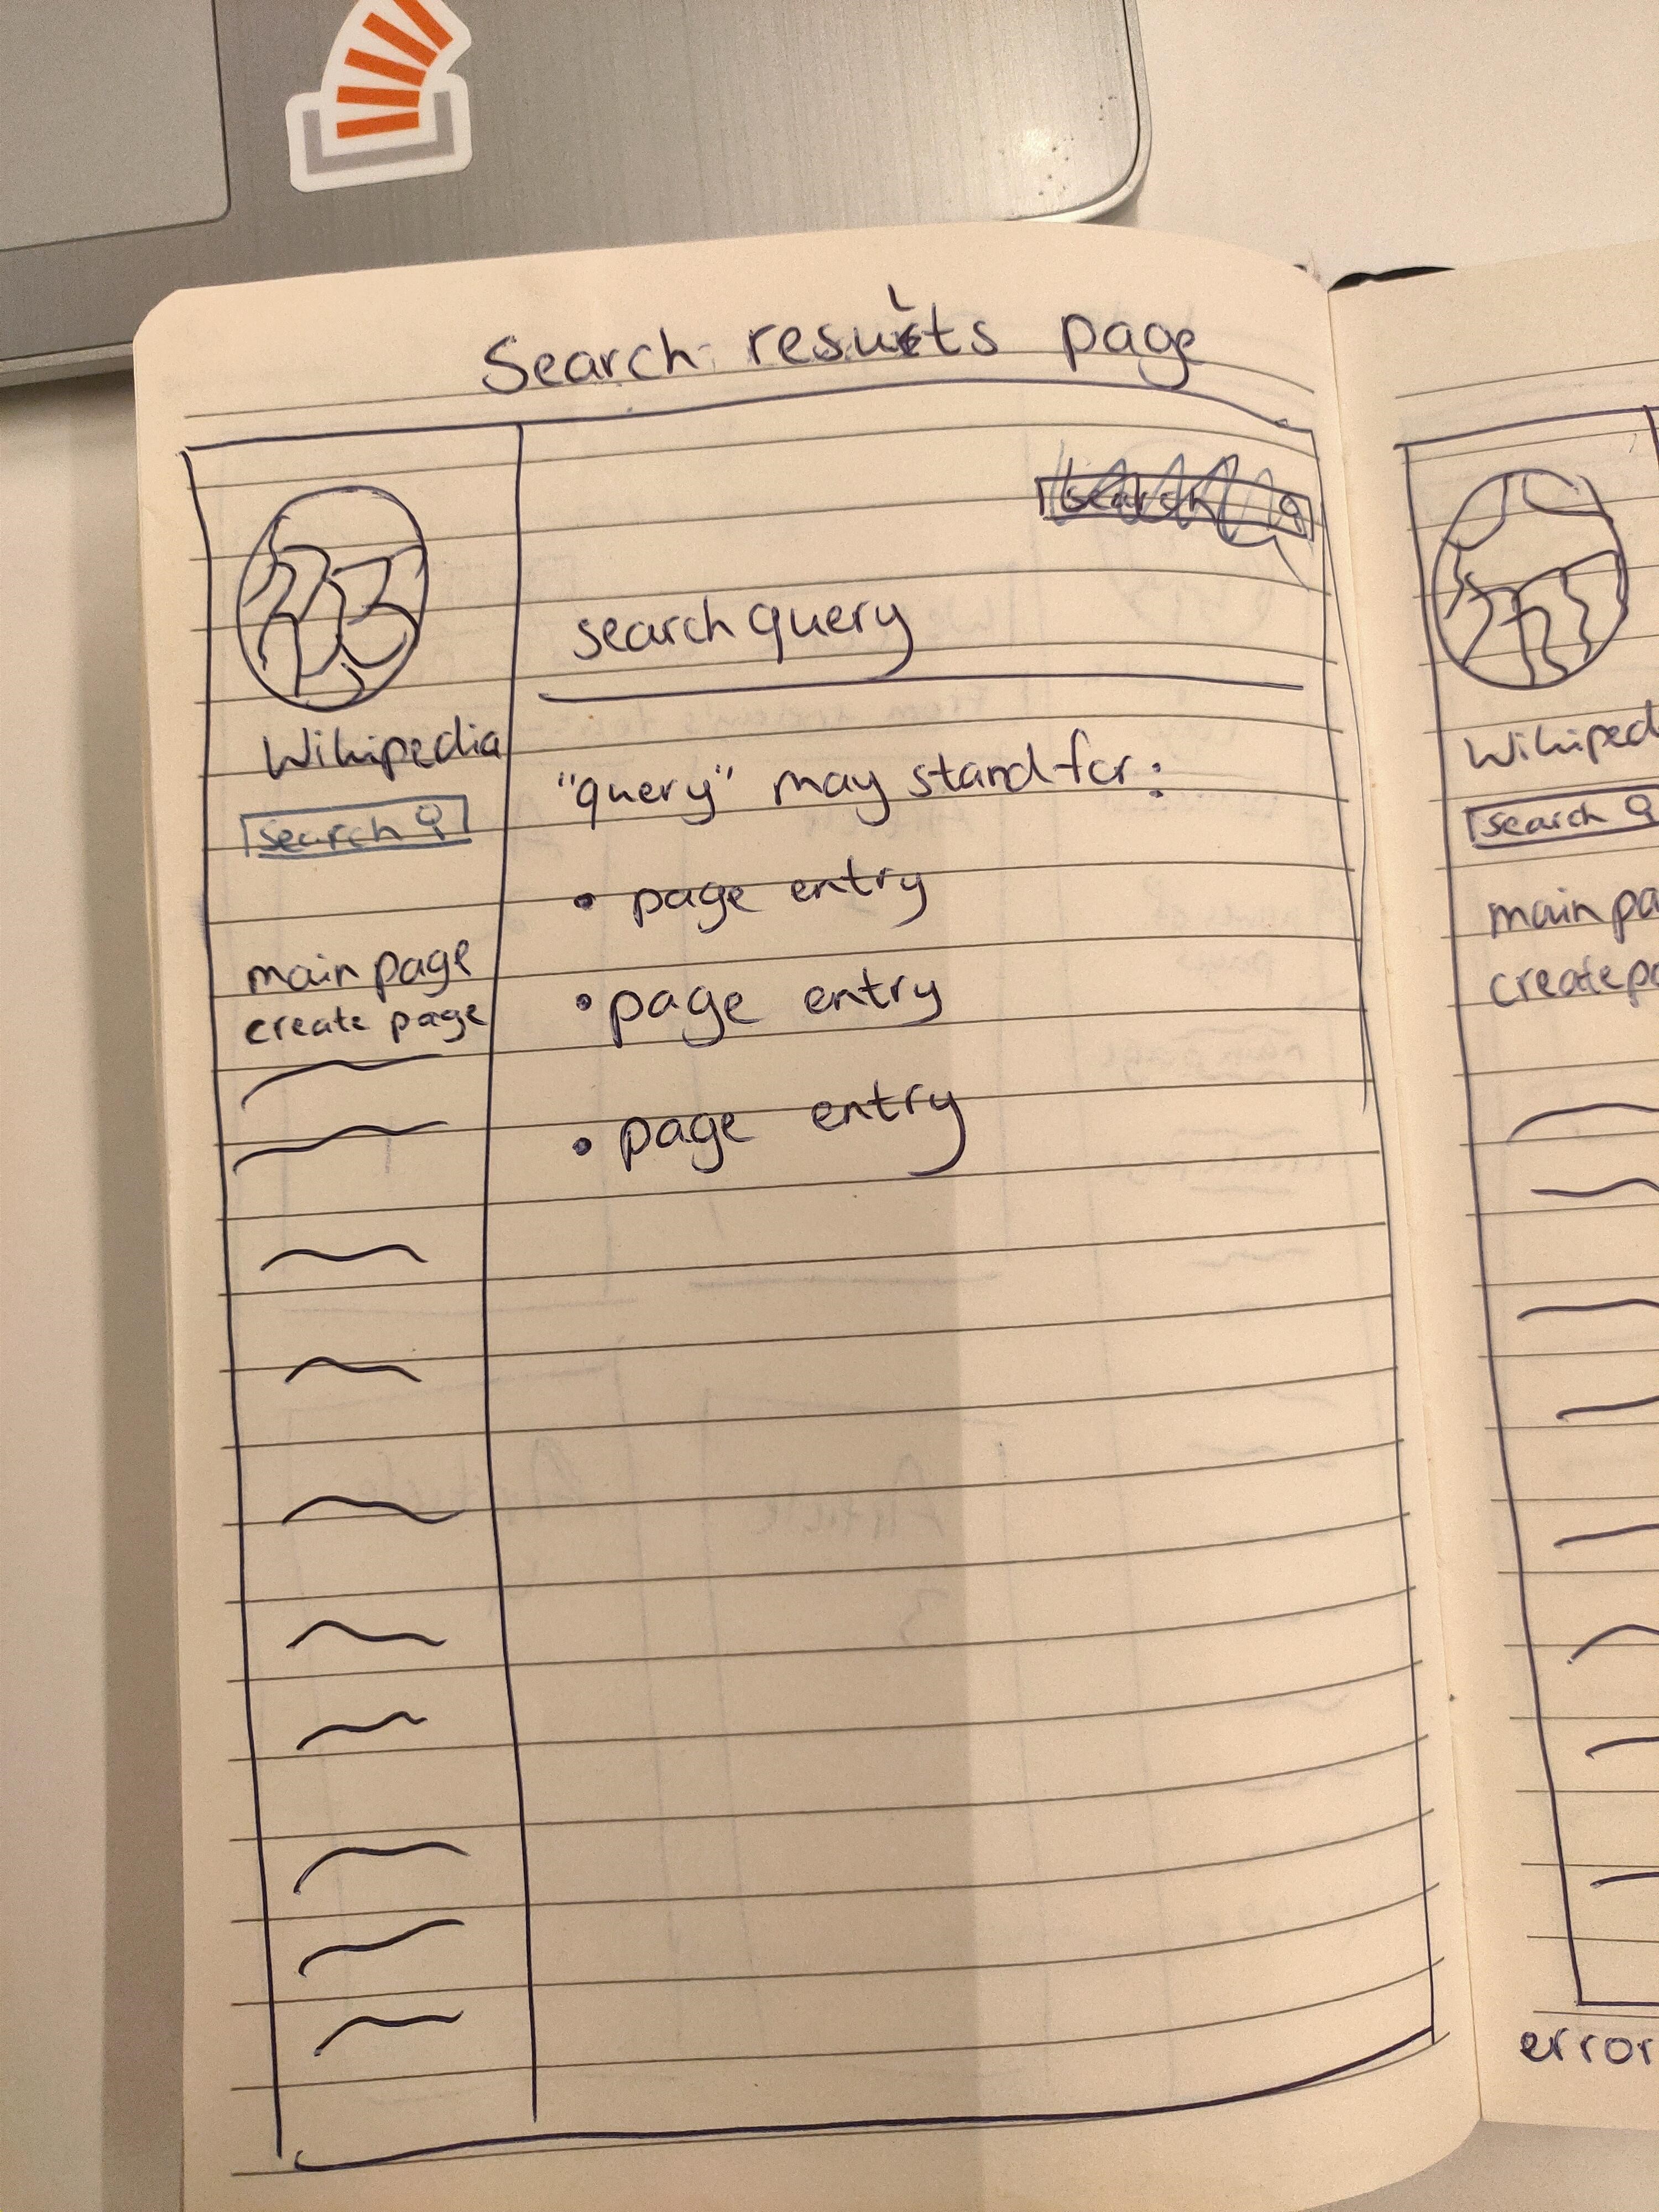 Search results page
search
Wikipedia
search
main page
create page
search query
"query" may stand for:
• page entry
• page entry
• page entry
Wikiped
search
main pa
create pa
error